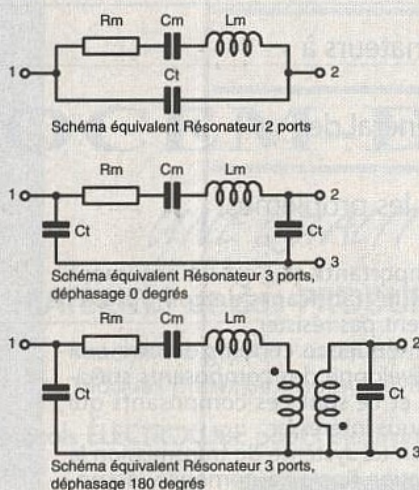 Rm Cm Lm
1 2
Ct
Schéma équivalent Résonateur 2 ports
Rm Cm Lm
1 2
Ct Ct
3
Schéma équivalent Résonateur 3 ports,
déphasage 0 degrés
Rm Cm Lm
1 2
Ct Ct
3
Schéma équivalent Résonateur 3 ports,
déphasage 180 degrés